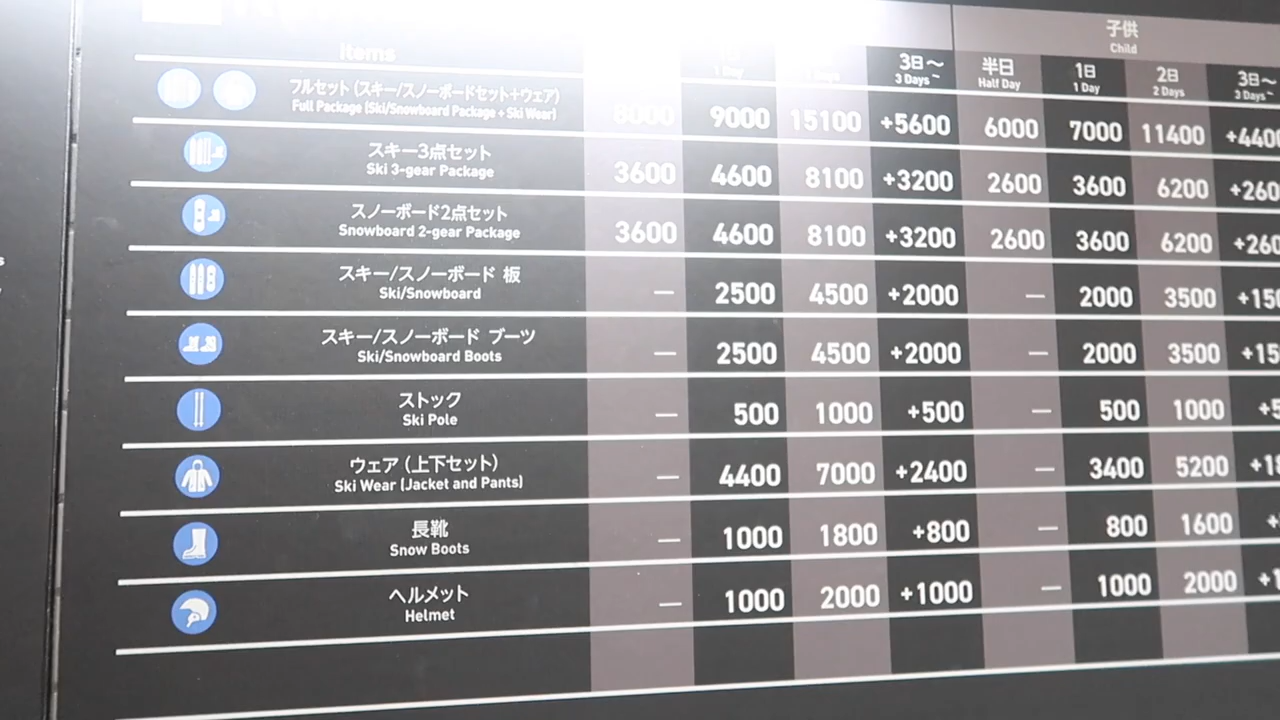 子供
Child
Items
1 Day
3日～
3 Days~
半日
Half Day
1日
1 Day
2日
2 Days
3日～
3 Days~
フルセット（スキー/スノーボードセット+ウェア）
Full Package (Ski/Snowboard Package + Ski Wear)
8000 9000 15100 +5600 6000 7000 11400 +4400
スキー3点セット
Ski 3-gear Package
3600 4600 8100 +3200 2600 3600 6200 +260
スノーボード2点セット
Snowboard 2-gear Package
3600 4600 8100 +3200 2600 3600 6200 +260
スキー/スノーボード 板
Ski/Snowboard
— 2500 4500 +2000 — 2000 3500 +150
スキー/スノーボード ブーツ
Ski/Snowboard Boots
— 2500 4500 +2000 — 2000 3500 +15
ストック
Ski Pole
— 500 1000 +500 — 500 1000 +5
ウェア（上下セット）
Ski Wear (Jacket and Pants)
— 4400 7000 +2400 — 3400 5200 +18
長靴
Snow Boots
— 1000 1800 +800 — 800 1600 +
ヘルメット
Helmet
— 1000 2000 +1000 — 1000 2000 +1